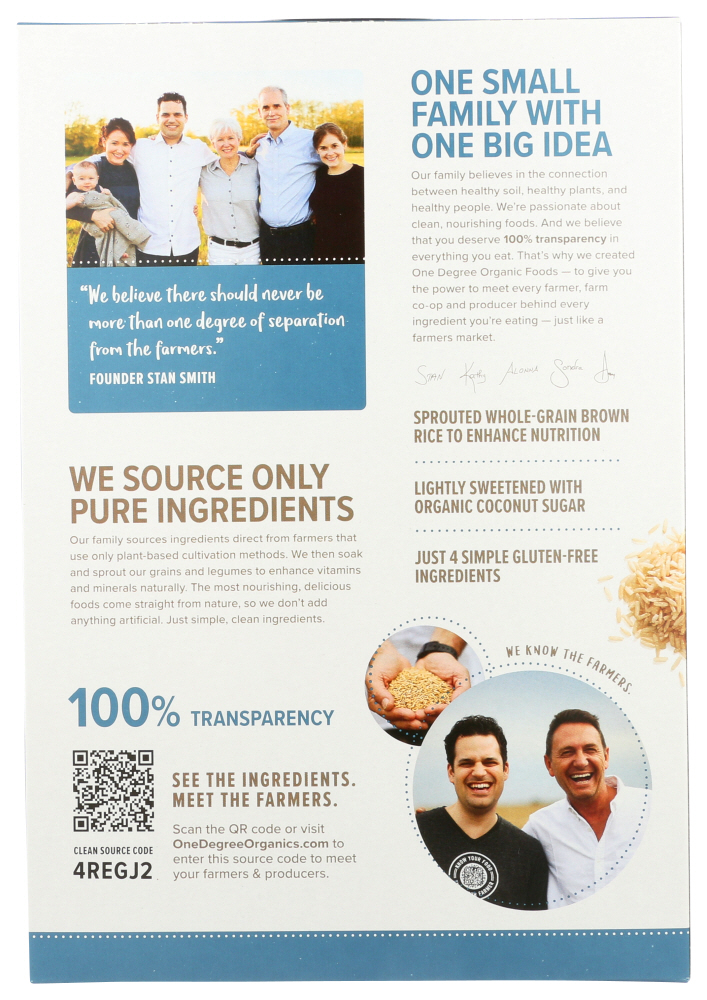 ONE SMALL
FAMILY WITH
ONE BIG IDEA
Our family believes in the connection
between healthy soil, healthy plants, and
healthy people. We're passionate about
clean, nourishing foods. And we believe
that you deserve 100% transparency in
everything you eat. That's why we created
One Degree Organic Foods — to give you
the power to meet every farmer, farm
co-op and producer behind every
ingredient you're eating — just like a
farmers market.
STAN Kathy ALONNA Sondra
"We believe there should never be
more than one degree of separation
from the farmers."
FOUNDER STAN SMITH
SPROUTED WHOLE-GRAIN BROWN
RICE TO ENHANCE NUTRITION
LIGHTLY SWEETENED WITH
ORGANIC COCONUT SUGAR
JUST 4 SIMPLE GLUTEN-FREE
INGREDIENTS
WE SOURCE ONLY
PURE INGREDIENTS
Our family sources ingredients direct from farmers that
use only plant-based cultivation methods. We then soak
and sprout our grains and legumes to enhance vitamins
and minerals naturally. The most nourishing, delicious
foods come straight from nature, so we don't add
anything artificial. Just simple, clean ingredients.
WE KNOW THE FARMERS.
KNOW YOUR FOOD
FARMER
100% TRANSPARENCY
SEE THE INGREDIENTS.
MEET THE FARMERS.
Scan the QR code or visit
OneDegreeOrganics.com to
enter this source code to meet
your farmers & producers.
CLEAN SOURCE CODE
4REGJ2